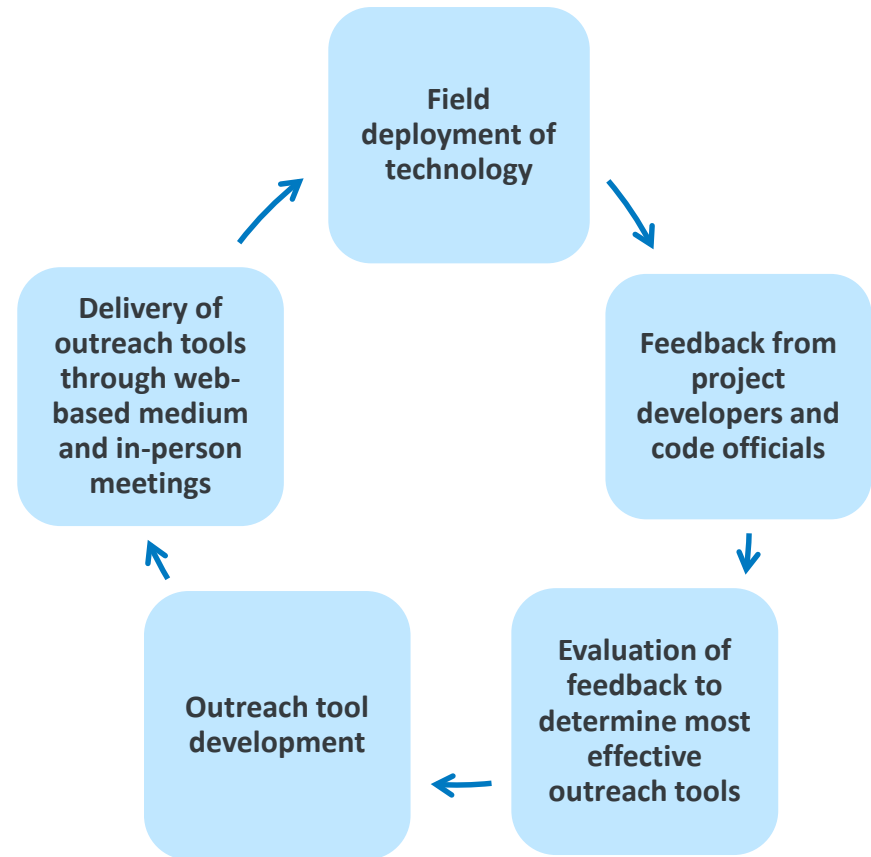 Field
deployment of
technology
Feedback from
project
developers and
code officials
Evaluation of
feedback to
determine most
effective
outreach tools
Outreach tool
development
Delivery of
outreach tools
through web-
based medium
and in-person
meetings